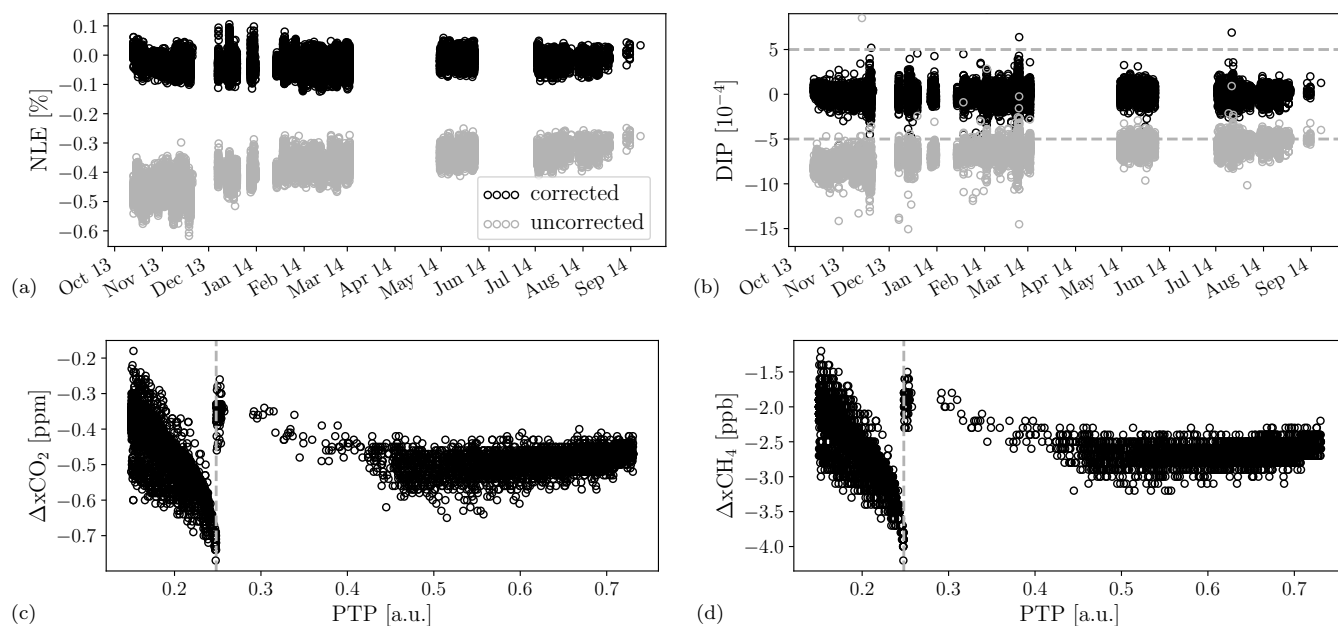 0.1
0.0
−0.1
−0.2
−0.3
−0.4
−0.5
−0.6
NLE [%]
corrected
uncorrected
Oct 13
Nov 13
Dec 13
Jan 14
Feb 14
Mar 14
Apr 14
May 14
Jun 14
Jul 14
Aug 14
Sep 14
(a)
5
0
−5
−10
−15
DIP [10⁻⁴]
Oct 13
Nov 13
Dec 13
Jan 14
Feb 14
Mar 14
Apr 14
May 14
Jun 14
Jul 14
Aug 14
Sep 14
(b)
−0.2
−0.3
−0.4
−0.5
−0.6
−0.7
ΔxCO₂ [ppm]
0.2 0.3 0.4 0.5 0.6 0.7
PTP [a.u.]
(c)
−1.5
−2.0
−2.5
−3.0
−3.5
−4.0
ΔxCH₄ [ppb]
0.2 0.3 0.4 0.5 0.6 0.7
PTP [a.u.]
(d)